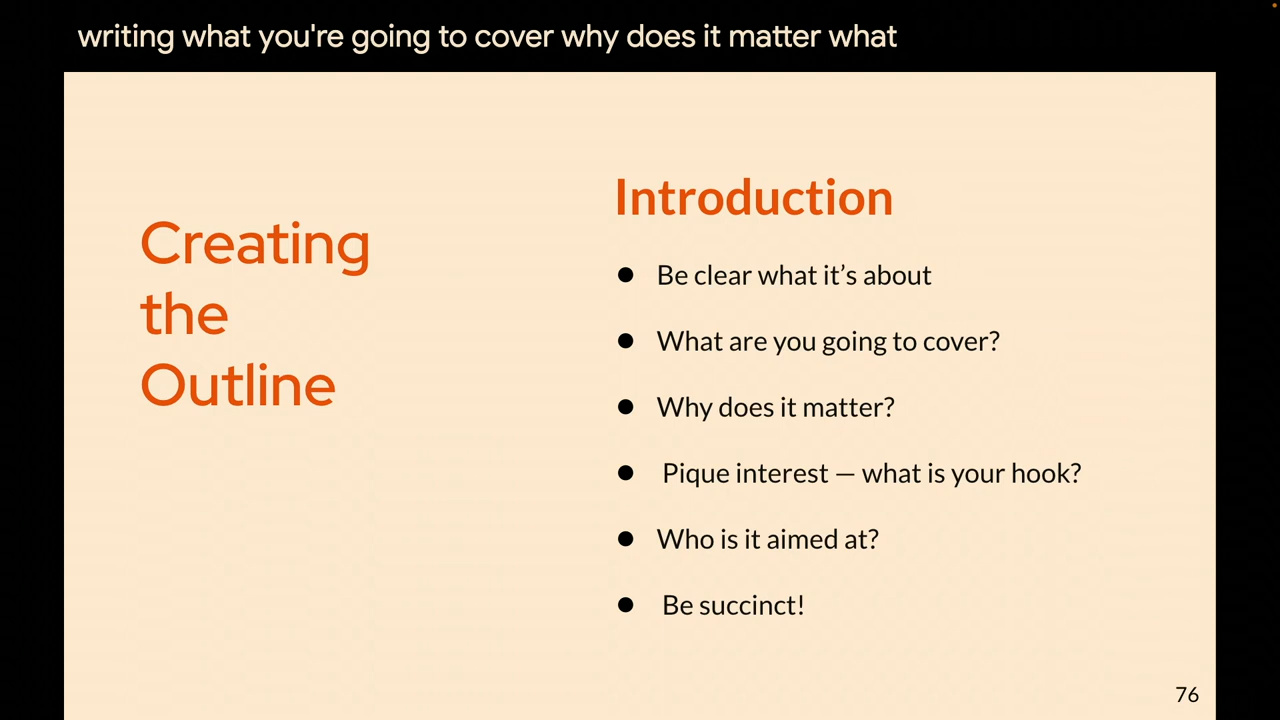 writing what you're going to cover why does it matter what
Creating
the
Outline
Introduction
● Be clear what it’s about
● What are you going to cover?
● Why does it matter?
● Pique interest — what is your hook?
● Who is it aimed at?
● Be succinct!
76